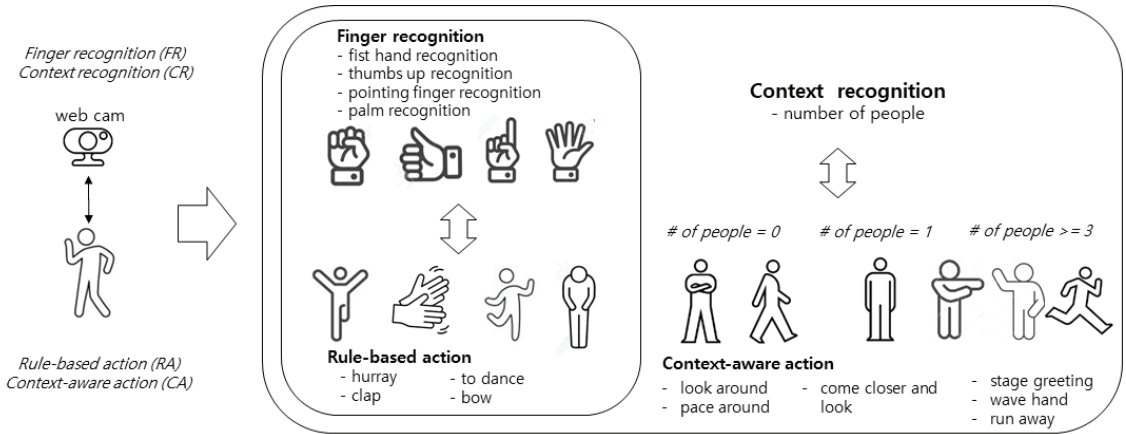 Finger recognition (FR)
Context recognition (CR)
web cam
Rule-based action (RA)
Context-aware action (CA)
Finger recognition
- fist hand recognition
- thumbs up recognition
- pointing finger recognition
- palm recognition
Rule-based action
- hurray
- clap
- to dance
- bow
Context recognition
- number of people
# of people = 0
# of people = 1
# of people >= 3
Context-aware action
- look around
- pace around
- come closer and
look
- stage greeting
- wave hand
- run away